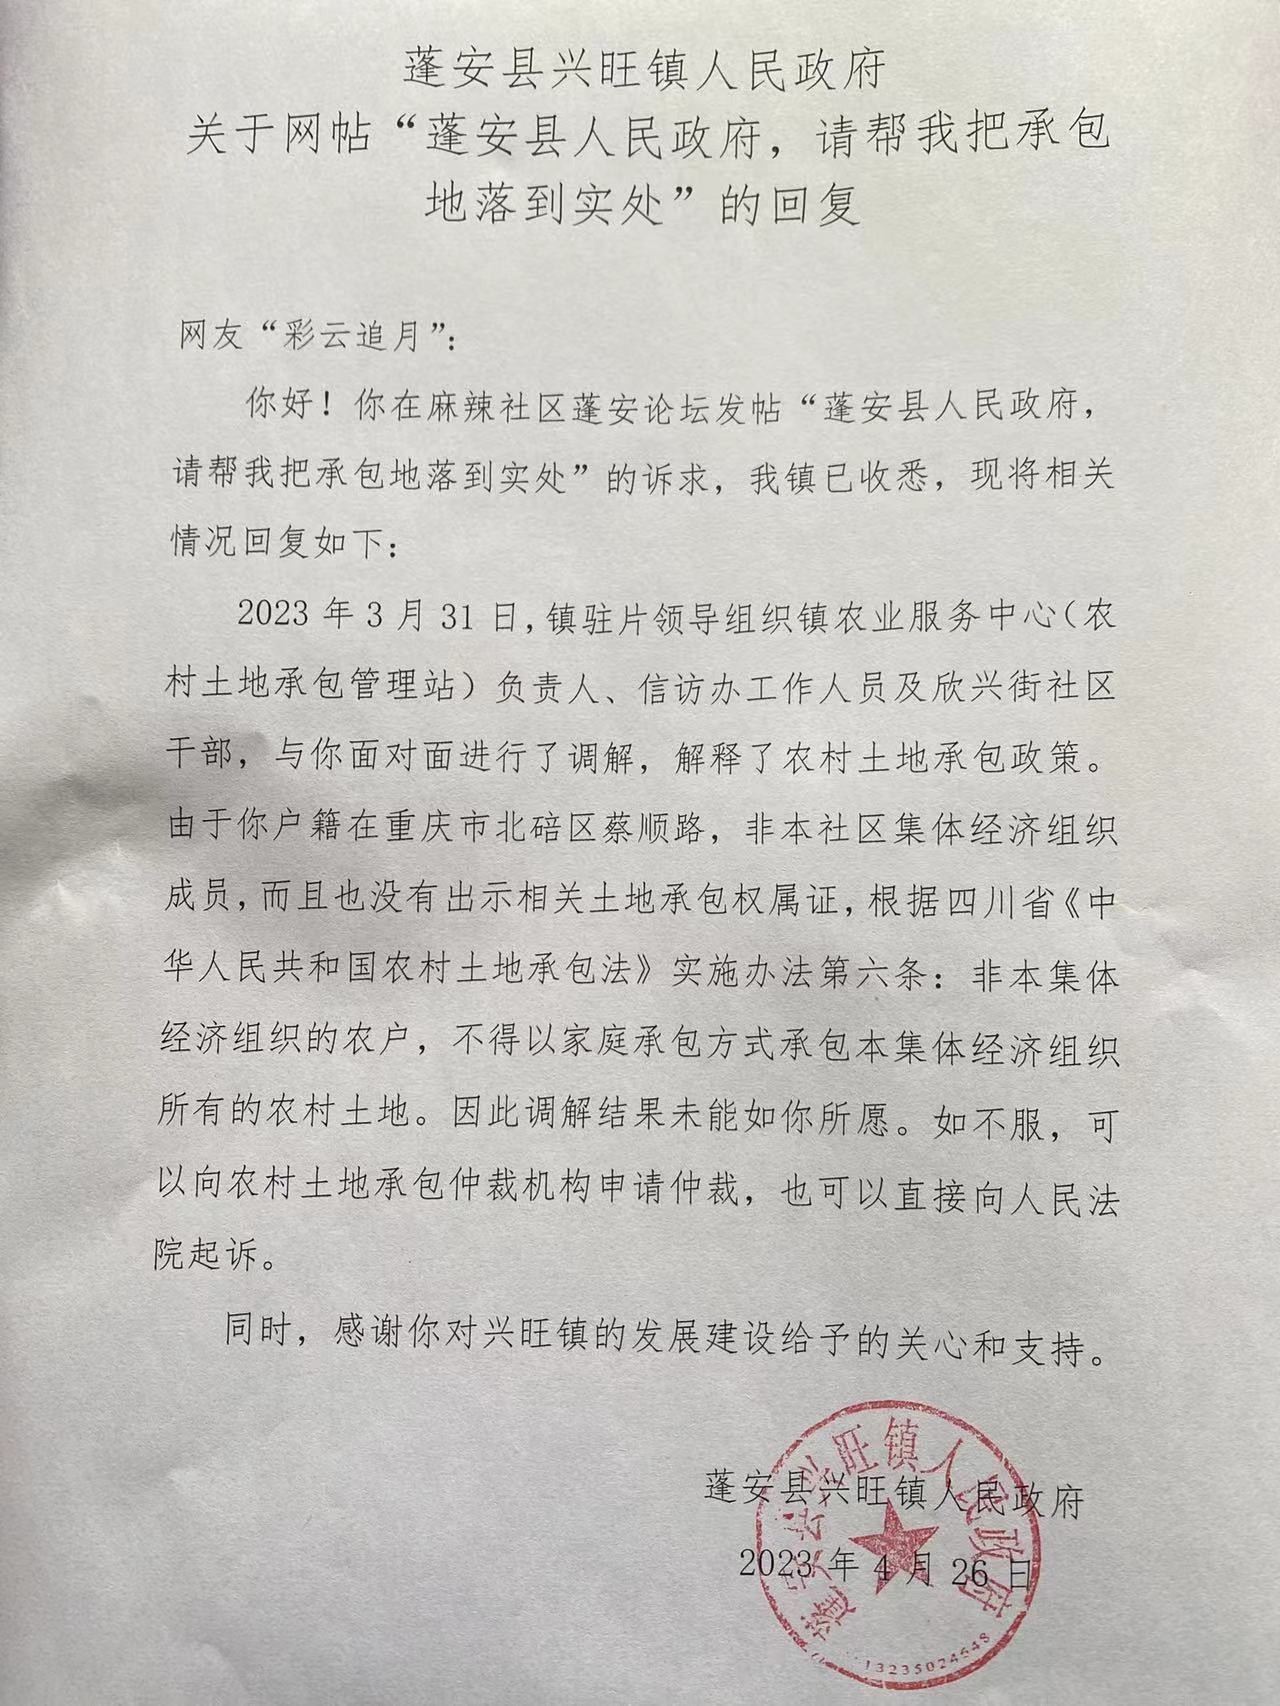 蓬安县兴旺镇人民政府
关于网帖“蓬安县人民政府，请帮我把承包
地落到实处”的回复
网友“彩云追月”：
你好！你在麻辣社区蓬安论坛发帖“蓬安县人民政府，
请帮我把承包地落到实处”的诉求，我镇已收悉，现将相关
情况回复如下：
2023 年 3 月 31 日，镇驻片领导组织镇农业服务中心（农
村土地承包管理站）负责人、信访办工作人员及欣兴街社区
干部，与你面对面进行了调解，解释了农村土地承包政策。
由于你户籍在重庆市北碚区蔡顺路，非本社区集体经济组织
成员，而且也没有出示相关土地承包权属证，根据四川省《中
华人民共和国农村土地承包法》实施办法第六条：非本集体
经济组织的农户，不得以家庭承包方式承包本集体经济组织
所有的农村土地。因此调解结果未能如你所愿。如不服，可
以向农村土地承包仲裁机构申请仲裁，也可以直接向人民法
院起诉。
同时，感谢你对兴旺镇的发展建设给予的关心和支持。
蓬安县兴旺镇人民政府
2023 年 4 月 26 日
蓬安县兴旺镇人民政府
13235024648